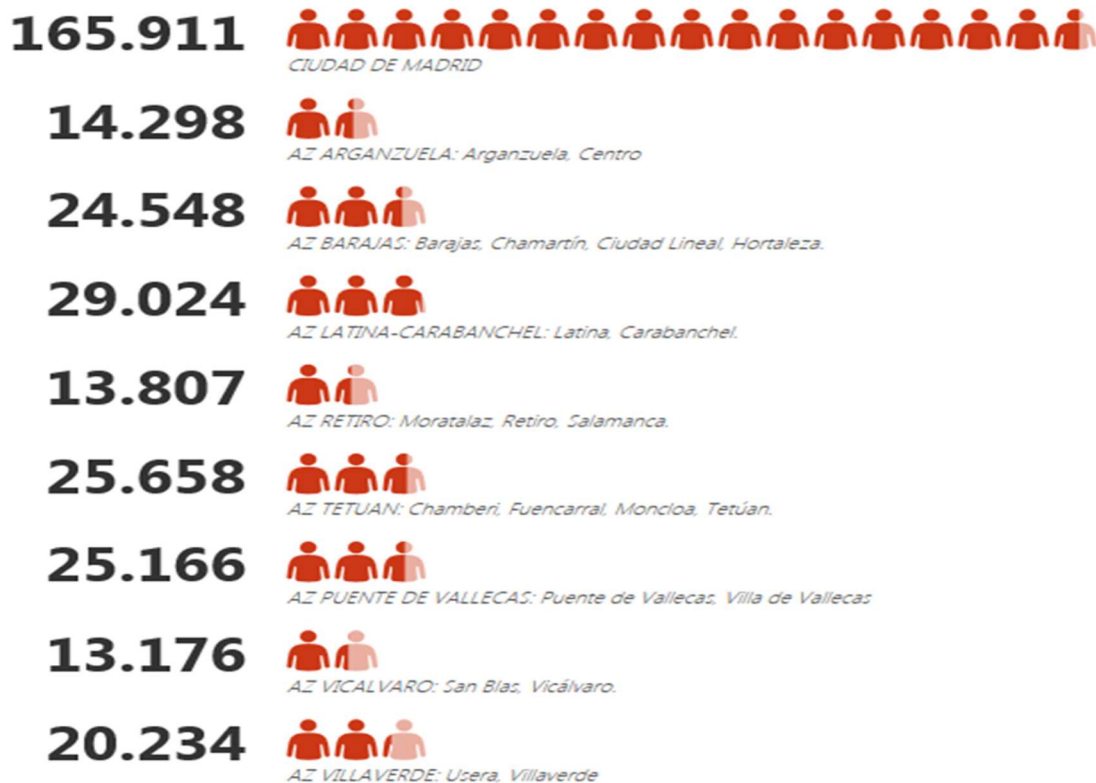 165.911
CIUDAD DE MADRID
14.298
AZ ARGANZUELA: Arganzuela, Centro
24.548
AZ BARAJAS: Barajas, Chamartín, Ciudad Lineal, Hortaleza.
29.024
AZ LATINA-CARABANCHEL: Latina, Carabanchel.
13.807
AZ RETIRO: Moratalaz, Retiro, Salamanca.
25.658
AZ TETUAN: Chamberi, Fuencarral, Moncloa, Tetúan.
25.166
AZ PUENTE DE VALLECAS: Puente de Vallecas, Villa de Vallecas
13.176
AZ VICALVARO: San Blas, Vicálvaro.
20.234
AZ VILLAVERDE: Usera, Villaverde